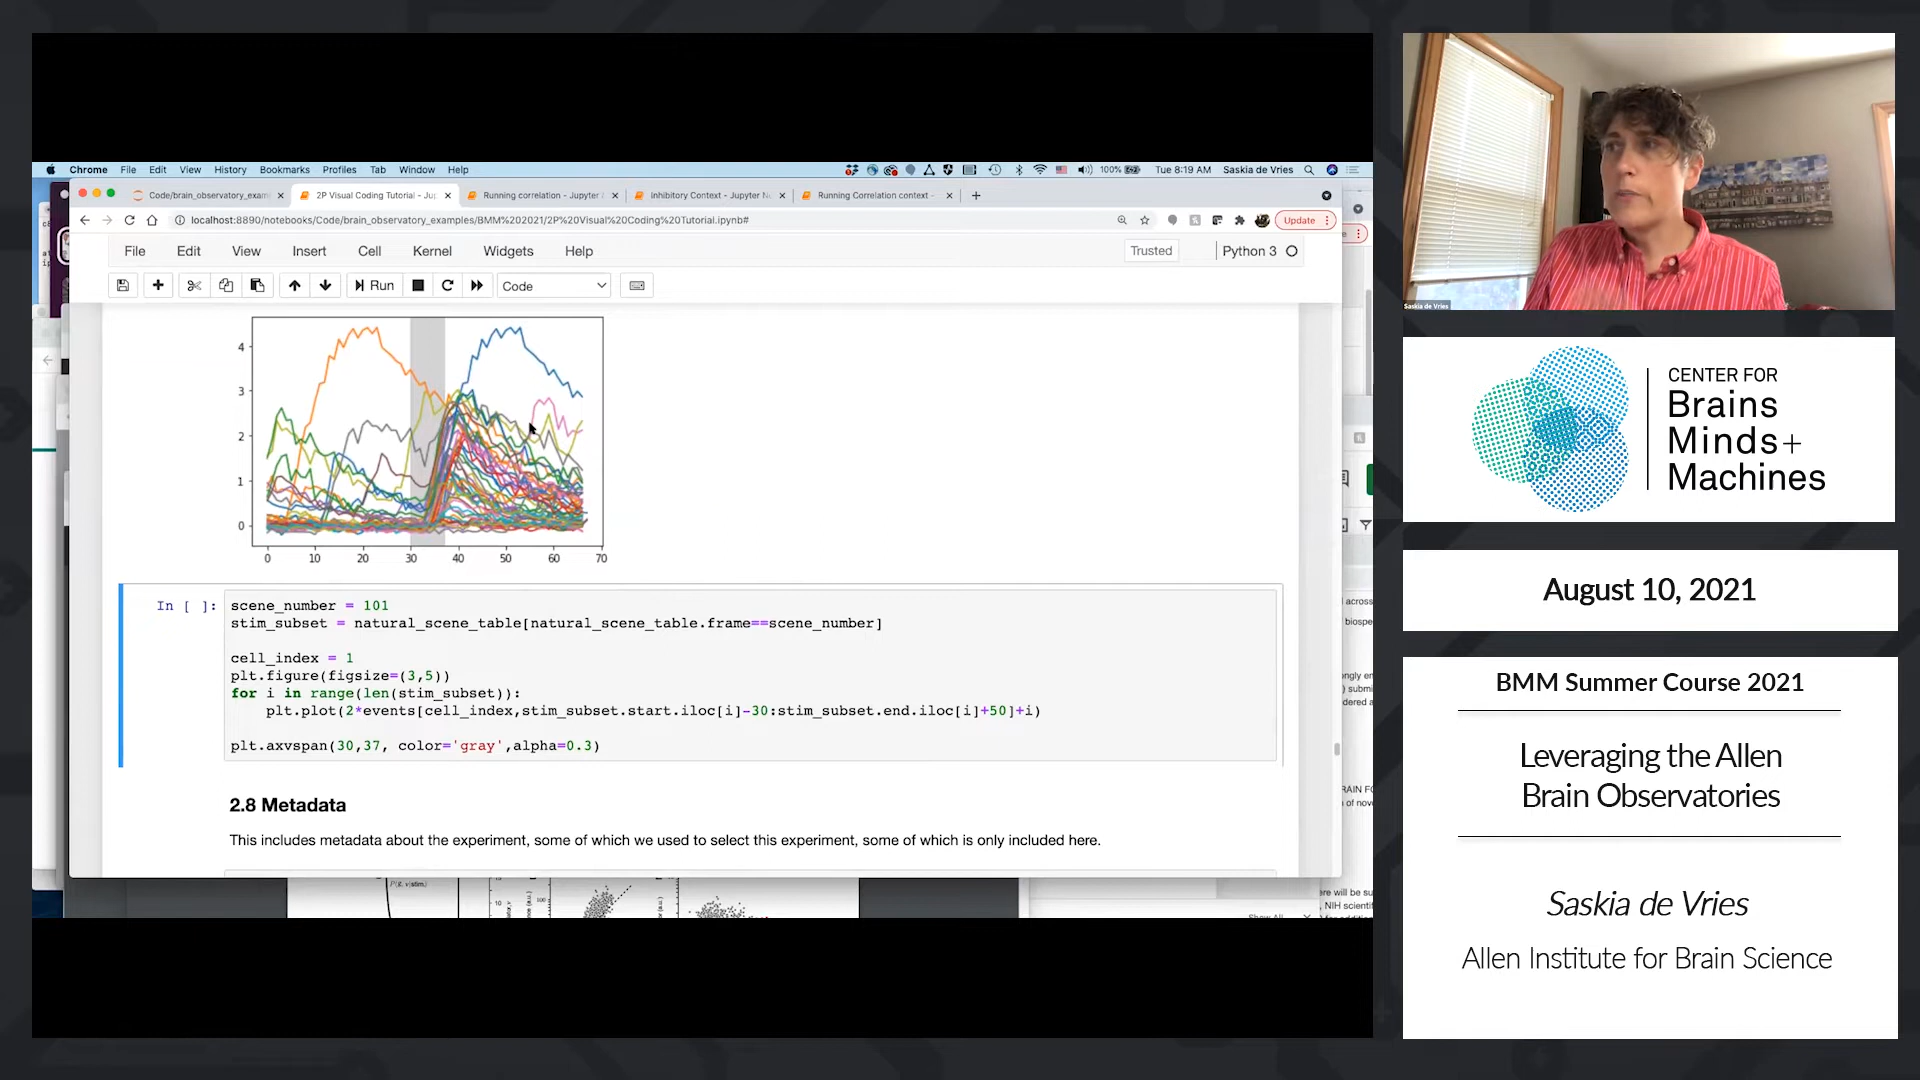 Chrome File Edit View History Bookmarks Profiles Tab Window Help 100% Tue 8:19 AM Saskia de Vries
Code/brain_observatory_exam 2P Visual Coding Tutorial - Jup Running correlation - Jupyter Inhibitory Context - Jupyter N Running Correlation context -
localhost:8890/notebooks/Code/brain_observatory_examples/BMM%202021/2P%20Visual%20Coding%20Tutorial.ipynb# Update
File Edit View Insert Cell Kernel Widgets Help Trusted Python 3
Run Code
4
3
2
1
0
0 10 20 30 40 50 60 70
In [ ]: scene_number = 101
stim_subset = natural_scene_table[natural_scene_table.frame==scene_number]
cell_index = 1
plt.figure(figsize=(3,5))
for i in range(len(stim_subset)):
plt.plot(2*events[cell_index,stim_subset.start.iloc[i]-30:stim_subset.end.iloc[i]+50]+i)
plt.axvspan(30,37, color='gray',alpha=0.3)
2.8 Metadata
This includes metadata about the experiment, some of which we used to select this experiment, some of which is only included here.
Saskia de Vries
CENTER FOR
Brains
Minds+
Machines
August 10, 2021
BMM Summer Course 2021
Leveraging the Allen
Brain Observatories
Saskia de Vries
Allen Institute for Brain Science